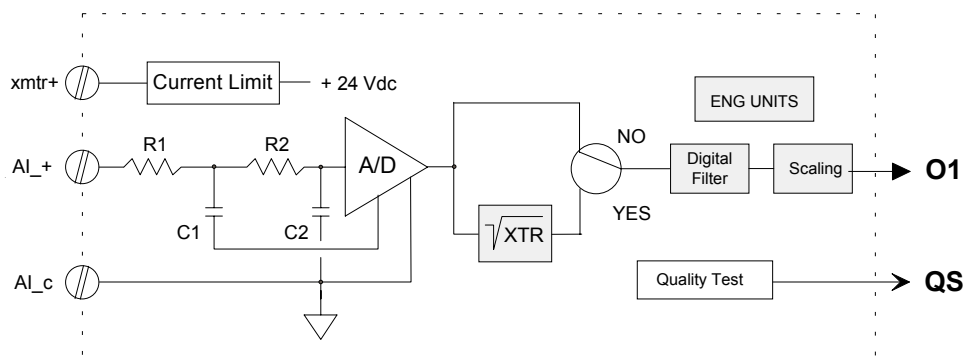 xmtr+
Current Limit
+ 24 Vdc
ENG UNITS
R1
R2
AI_+
A/D
NO
Digital
Filter
Scaling
O1
YES
C1
C2
√XTR
AI_c
Quality Test
QS